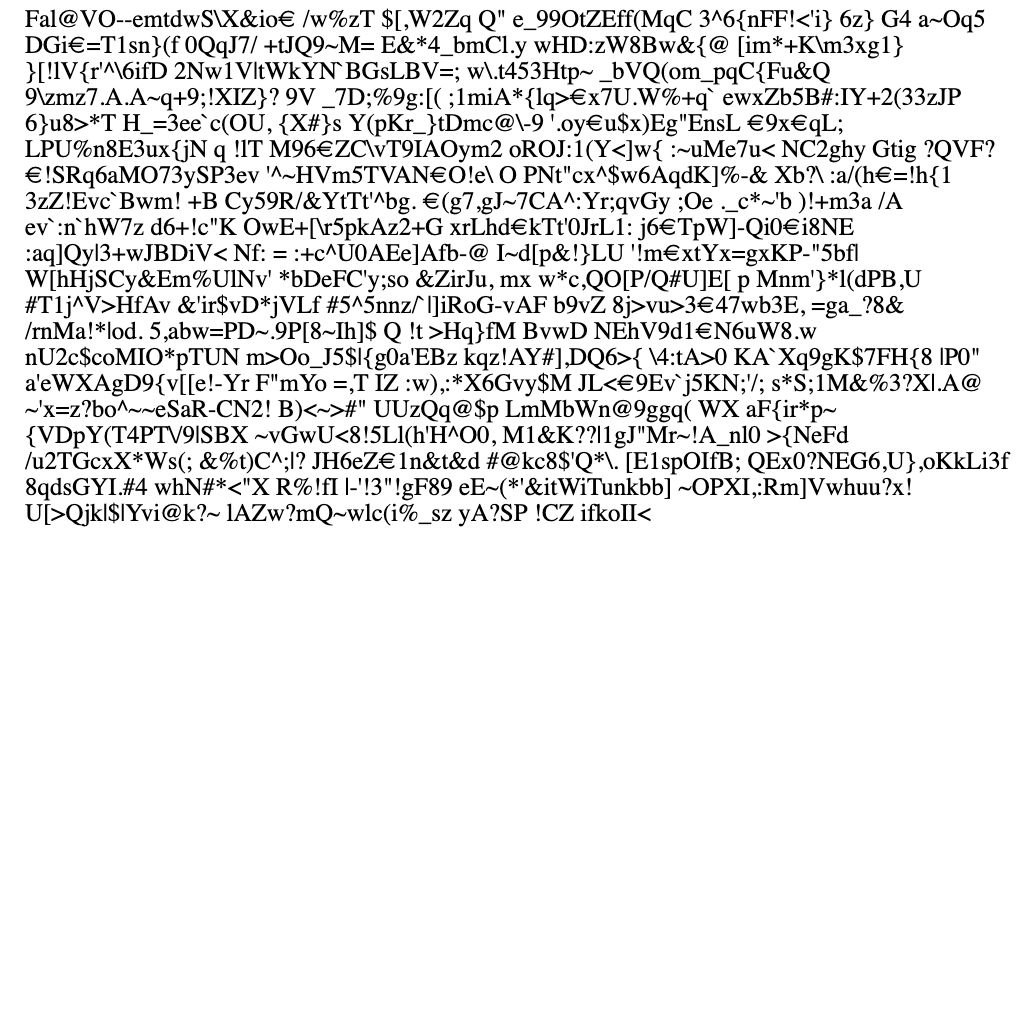 Fal@VO--emtdwS\X&io€ /w%zT $[,W2Zq Q" e_99OtZEff(MqC 3^6{nFF!<'i} 6z} G4 a~Oq5
DGi€=T1sn}(f 0QqJ7/ +tJQ9~M= E&*4_bmCl.y wHD:zW8Bw&{@ [im*+K\m3xg1}
}[!lV{r'^\6ifD 2Nw1V|tWkYN`BGsLBV=; w\.t453Htp~ _bVQ(om_pqC{Fu&Q
9\zmz7.A.A~q+9;!XIZ}? 9V _7D;%9g:[( ;1miA*{lq>€x7U.W%+q` ewxZb5B#:IY+2(33zJP
6}u8>*T H_=3ee`c(OU, {X#}s Y(pKr_}tDmc@\-9 '.oy€u$x)Eg"EnsL €9x€qL;
LPU%n8E3ux{jN q !lT M96€ZC\vT9IAOym2 oROJ:1(Y<]w{ :~uMe7u< NC2ghy Gtig ?QVF?
€!SRq6aMO73ySP3ev '^~HVm5TVAN€O!e\ O PNt"cx^$w6AqdK]%-& Xb?\ :a/(h€=!h{1
3zZ!Evc`Bwm! +B Cy59R/&YtTt'^bg. €(g7,gJ~7CA^:Yr;qvGy ;Oe ._c*~'b )!+m3a /A
ev`:n`hW7z d6+!c"K OwE+[\r5pkAz2+G xrLhd€kTt'0JrL1: j6€TpW]-Qi0€i8NE
:aq]Qy|3+wJBDiV< Nf: = :+c^U0AEe]Afb-@ I~d[p&!}LU '!m€xtYx=gxKP-"5bf|
W[hHjSCy&Em%UlNv' *bDeFC'y;so &ZirJu, mx w*c,QO[P/Q#U]E[ p Mnm'}*l(dPB,U
#T1j^V>HfAv &'ir$vD*jVLf #5^5nnz/`|]iRoG-vAF b9vZ 8j>vu>3€47wb3E, =ga_?8&
/rnMa!*|od. 5,abw=PD~.9P[8~Ih]$ Q !t >Hq}fM BvwD NEhV9d1€N6uW8.w
nU2c$coMIO*pTUN m>Oo_J5$|{g0a'EBz kqz!AY#],DQ6>{ \4:tA>0 KA`Xq9gK$7FH{8 |P0"
a'eWXAgD9{v[[e!-Yr F"mYo =,T IZ :w),:*X6Gvy$M JL<€9Ev`j5KN;'/; s*S;1M&%3?X|.A@
~'x=z?bo^~~eSaR-CN2! B)<~>#" UUzQq@$p LmMbWn@9ggq( WX aF{ir*p~
{VDpY(T4PT\/9|SBX ~vGwU<8!5Ll(h'H^O0, M1&K??|1gJ"Mr~!A_nl0 >{NeFd
/u2TGcxX*Ws(; &%t)C^;|? JH6eZ€1n&t&d #@kc8$'Q*\. [E1spOIfB; QEx0?NEG6,U},oKkLi3f
8qdsGYI.#4 whN#*<"X R%!fI |-'!3"!gF89 eE~(*'&itWiTunkbb] ~OPXI,:Rm]Vwhuu?x!
U[>Qjk|$|Yvi@k?~ lAZw?mQ~wlc(i%_sz yA?SP !CZ ifkoII<